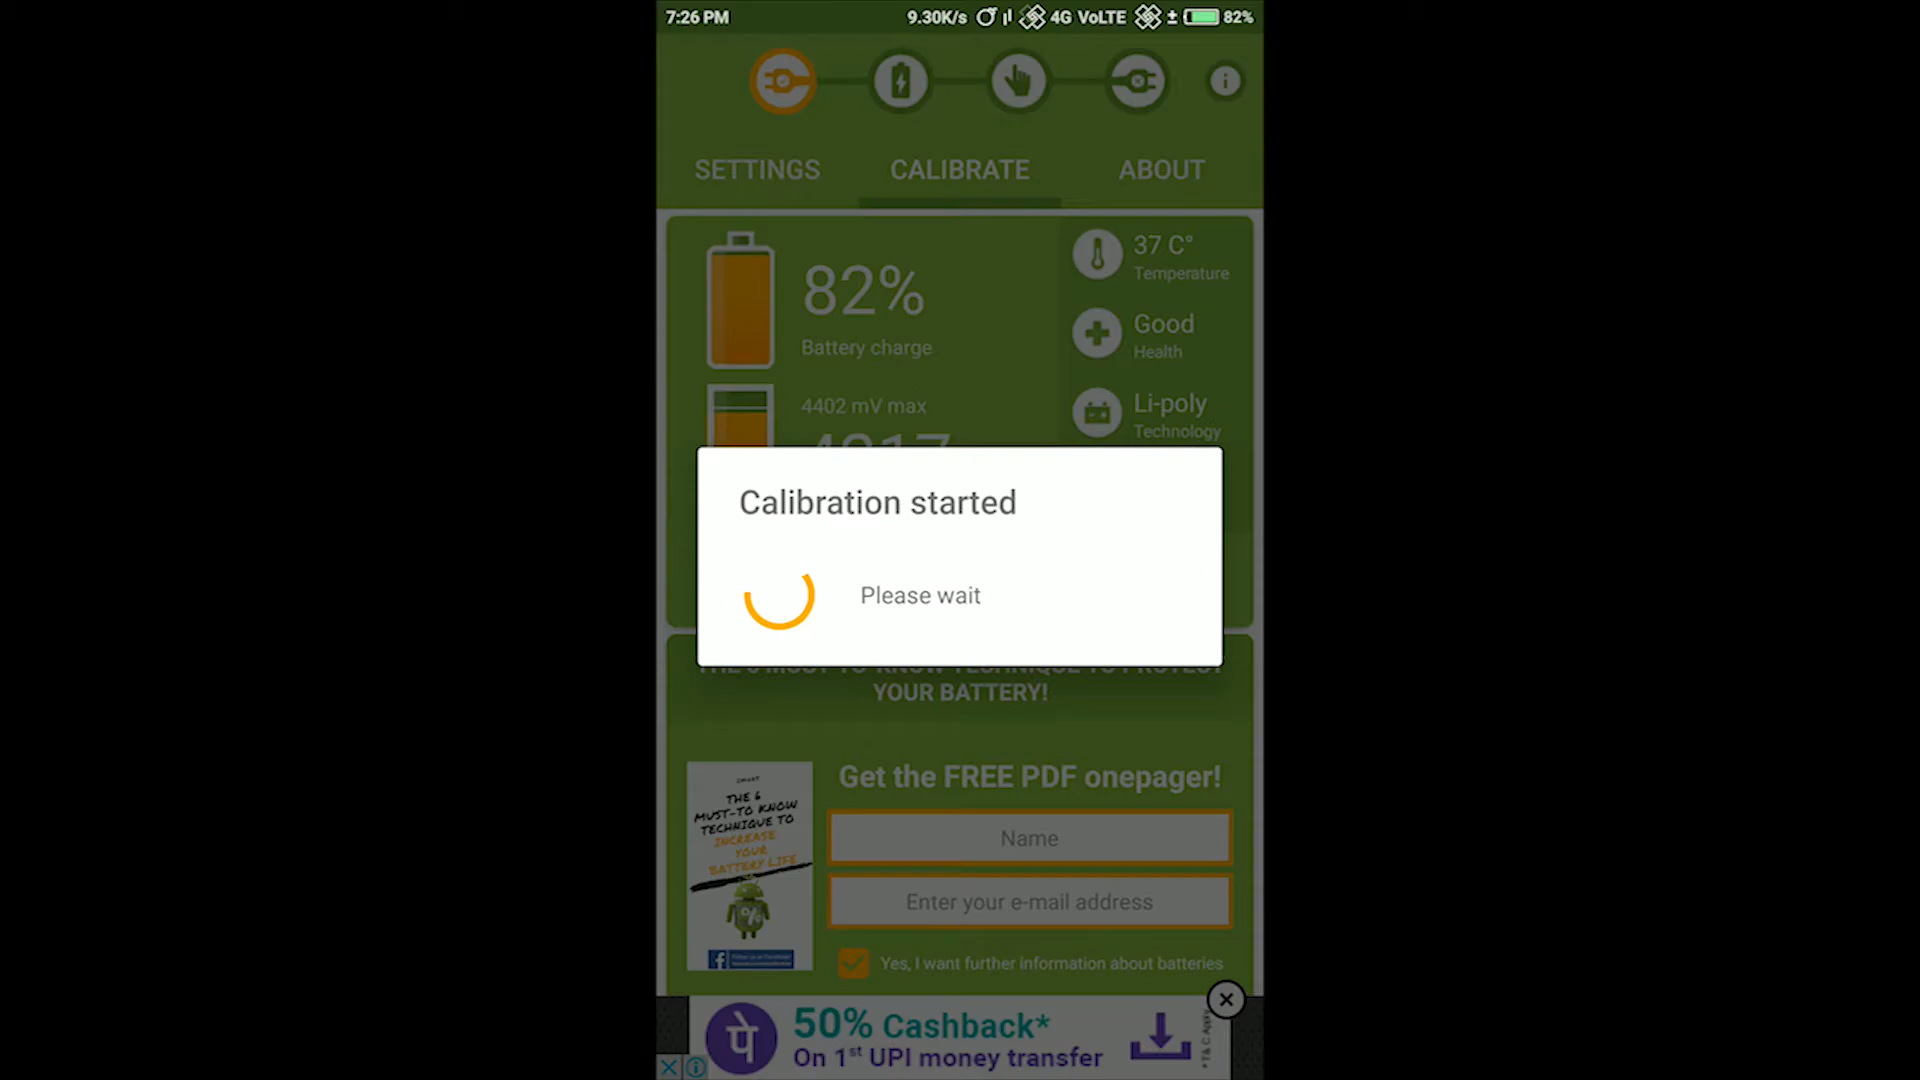 7:26 PM 9.30K/s 4G VoLTE 82%
SETTINGS CALIBRATE ABOUT
82%
Battery charge
4402 mV max
37 C°
Temperature
Good
Health
Li-poly
Technology
Calibration started
Please wait
YOUR BATTERY!
THE 6
MUST-TO KNOW
TECHNIQUE TO
INCREASE
YOUR
BATTERY LIFE
%
Get the FREE PDF onepager!
Name
Enter your e-mail address
Yes, I want further information about batteries
पे
50% Cashback*
On 1st UPI money transfer
*T&C Apply